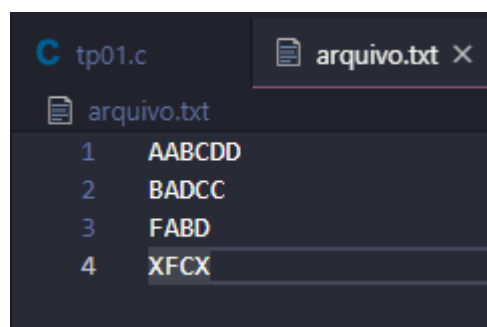 C tp01.c arquivo.txt ×
arquivo.txt
1 AABCDD
2 BADCC
3 FABD
4 XFCX